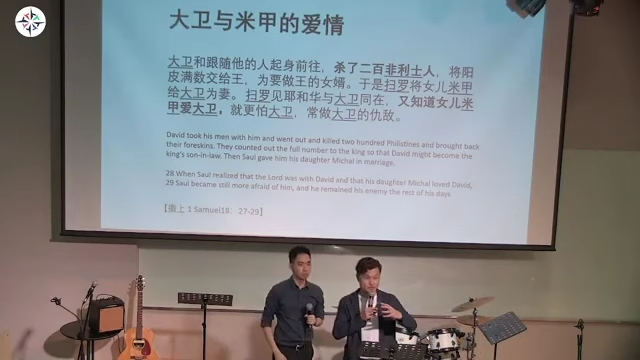 大卫与米甲的爱情
大卫和跟随他的人起身前往，杀了二百非利士人，将阳
皮满数交给王，为要做王的女婿。于是扫罗将女儿米甲
给大卫为妻。扫罗见耶和华与大卫同在，又知道女儿米
甲爱大卫，就更怕大卫，常做大卫的仇敌。
David took his men with him and went out and killed two hundred Philistines and brought back
their foreskins. They counted out the full number to the king so that David might become the
king's son-in-law. Then Saul gave him his daughter Michal in marriage.
28 When Saul realized that the Lord was with David and that his daughter Michal loved David,
29 Saul became still more afraid of him, and he remained his enemy the rest of his days.
【撒上 1 Samuel18：27-29】